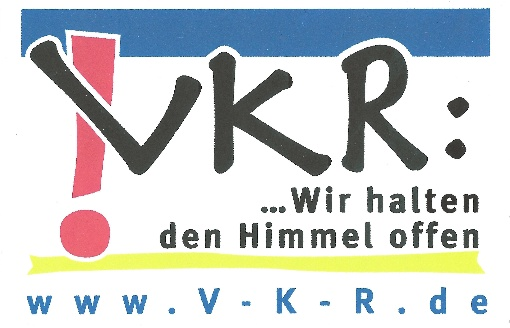 ! VKR:
...Wir halten
den Himmel offen
www.V-K-R.de